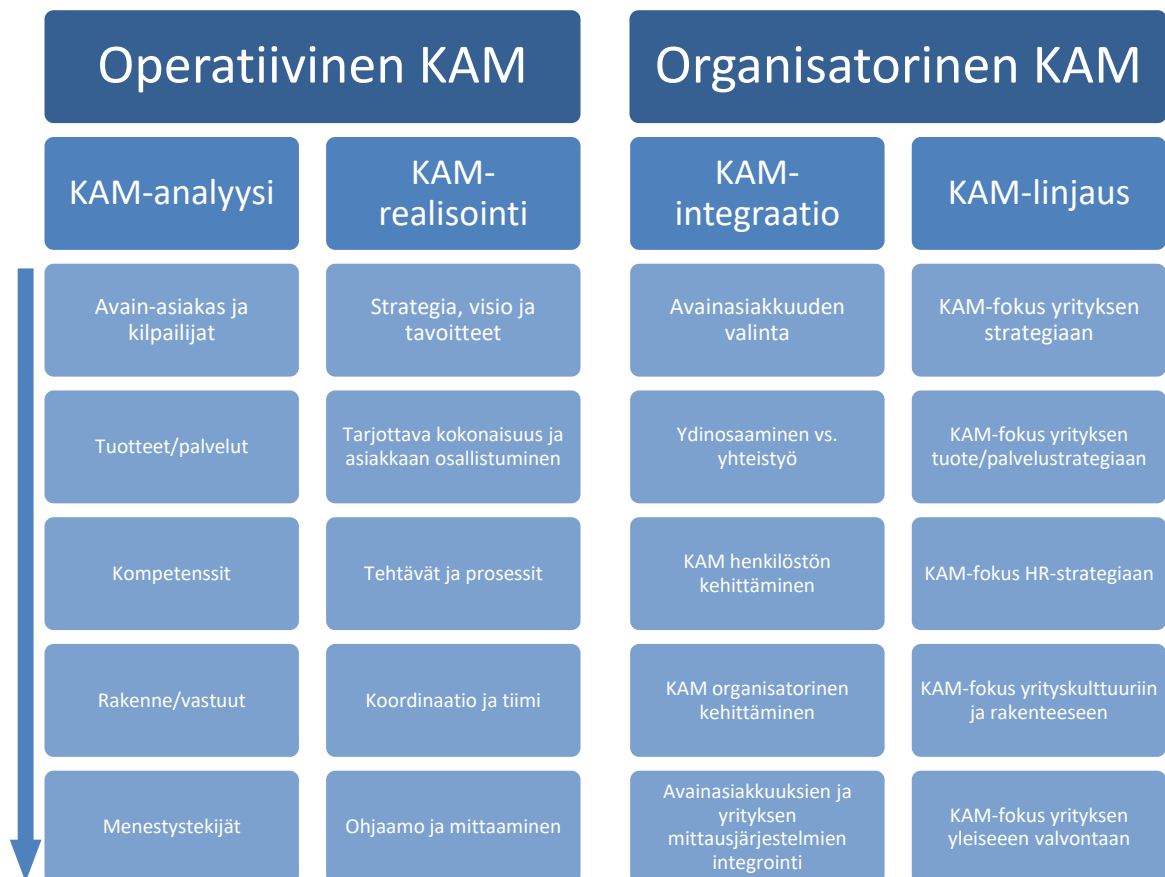 Operatiivinen KAM
Organisatorinen KAM
KAM-analyysi
KAM-
realisointi
KAM-
integraatio
KAM-linjaus
Avain-asiakas ja
kilpailijat
Strategia, visio ja
tavoitteet
Avainasiakkuuden
valinta
KAM-fokus yrityksen
strategiaan
Tuotteet/palvelut
Tarjottava kokonaisuus ja
asiakkaan osallistuminen
Ydinosaaminen vs.
yhteistyö
KAM-fokus yrityksen
tuote/palvelustrategiaan
Kompetenssit
Tehtävät ja prosessit
KAM henkilöstön
kehittäminen
KAM-fokus HR-strategiaan
Rakenne/vastuut
Koordinaatio ja tiimi
KAM organisatorinen
kehittäminen
KAM-fokus yrityskulttuuriin
ja rakenteeseen
Menestystekijät
Ohjaamo ja mittaaminen
Avainasiakkuuksien ja
yrityksen
mittausjärjestelmien
integrointi
KAM-fokus yrityksen
yleiseeen valvontaan